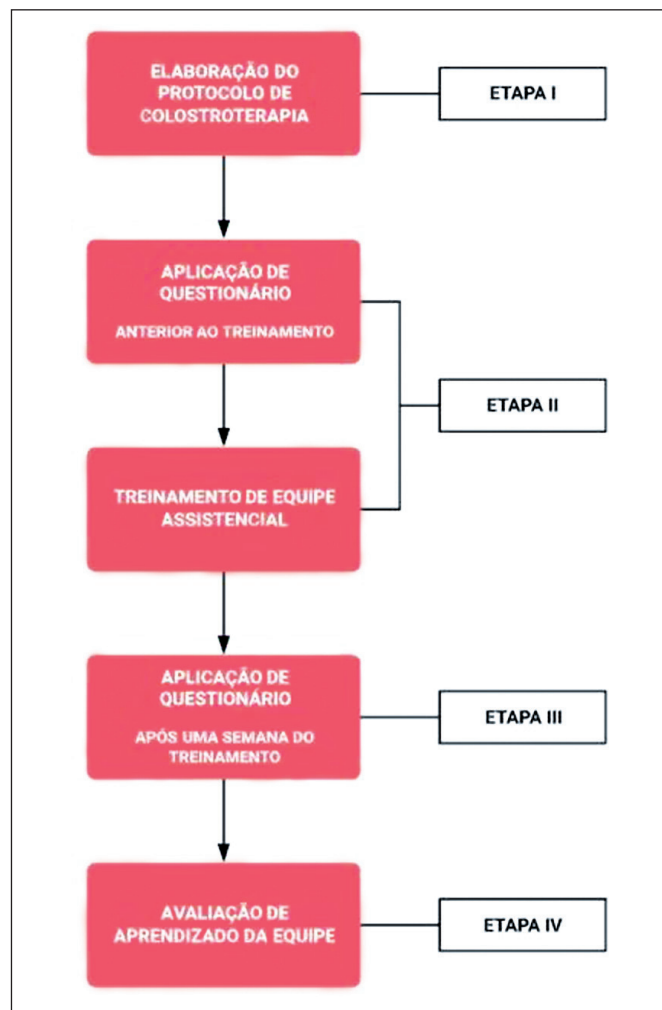 ELABORAÇÃO DO
PROTOCOLO DE
COLOSTROTERAPIA
ETAPA I
APLICAÇÃO DE
QUESTIONÁRIO
ANTERIOR AO TREINAMENTO
ETAPA II
TREINAMENTO DE EQUIPE
ASSISTENCIAL
APLICAÇÃO DE
QUESTIONÁRIO
APÓS UMA SEMANA DO
TREINAMENTO
ETAPA III
AVALIAÇÃO DE
APRENDIZADO DA EQUIPE
ETAPA IV